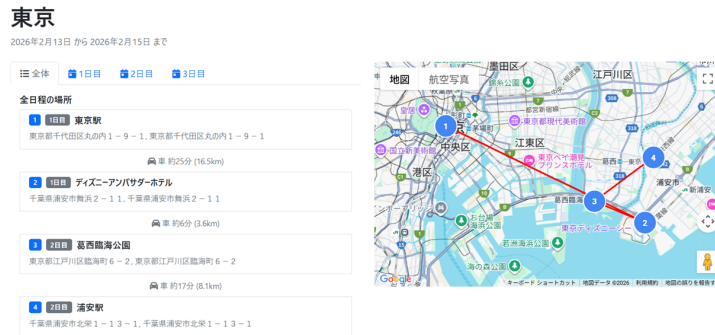 東京
2026年2月13日 から 2026年2月15日 まで
全体
1日目
2日目
3日目
全日程の場所
1 1日目 東京駅
東京都千代田区丸の内1-9-1, 東京都千代田区丸の内1-9-1
車 約25分 (16.5km)
2 1日目 ディズニーアンバサダーホテル
千葉県浦安市舞浜2-11, 千葉県浦安市舞浜2-11
車 約6分 (3.6km)
3 2日目 葛西臨海公園
東京都江戸川区臨海町6-2, 東京都江戸川区臨海町6-2
車 約17分 (8.1km)
4 2日目 浦安駅
千葉県浦安市北栄1-13-1, 千葉県浦安市北栄1-13-1
地図
航空写真
墨田区
江戸川区
錦糸公園
皇居
1
茅場町
東京都現代美術館
中央区
国立新美術館
江東区
東京ベイ潮見
プリンスホテル
4
葛西
港区
浦安市
新浦安
3
葛西臨海
2
お台場
海浜公園
東京ディズニーシー
若洲海浜公園
海の森公園
Google
キーボード ショートカット
地図データ ©2026
利用規約
地図の誤りを報告す